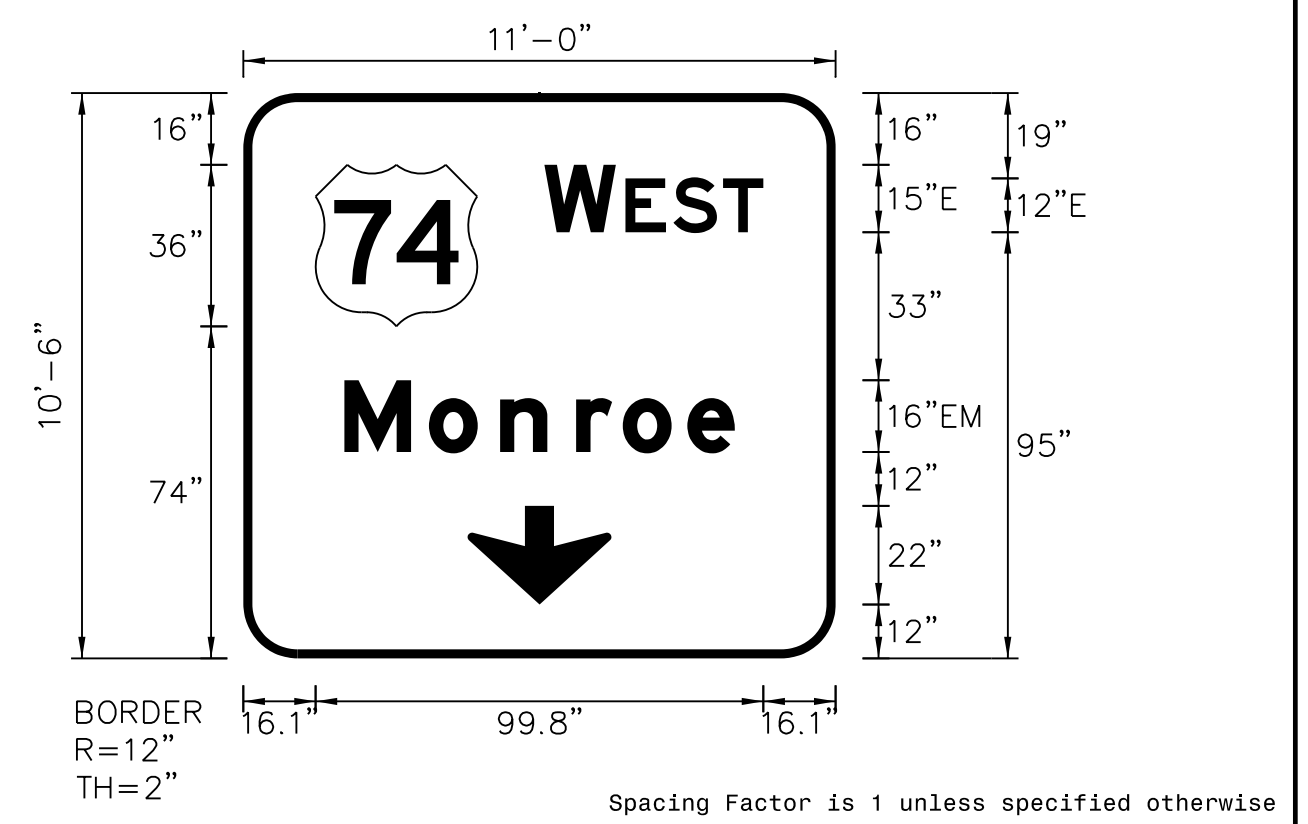 11'-0"
16"
16"
19"
74
WEST
15"E
12"E
36"
33"
10'-6"
Monroe
16"EM
95"
74"
12"
22"
12"
BORDER
R=12"
TH=2"
16.1"
99.8"
16.1"
Spacing Factor is 1 unless specified otherwise